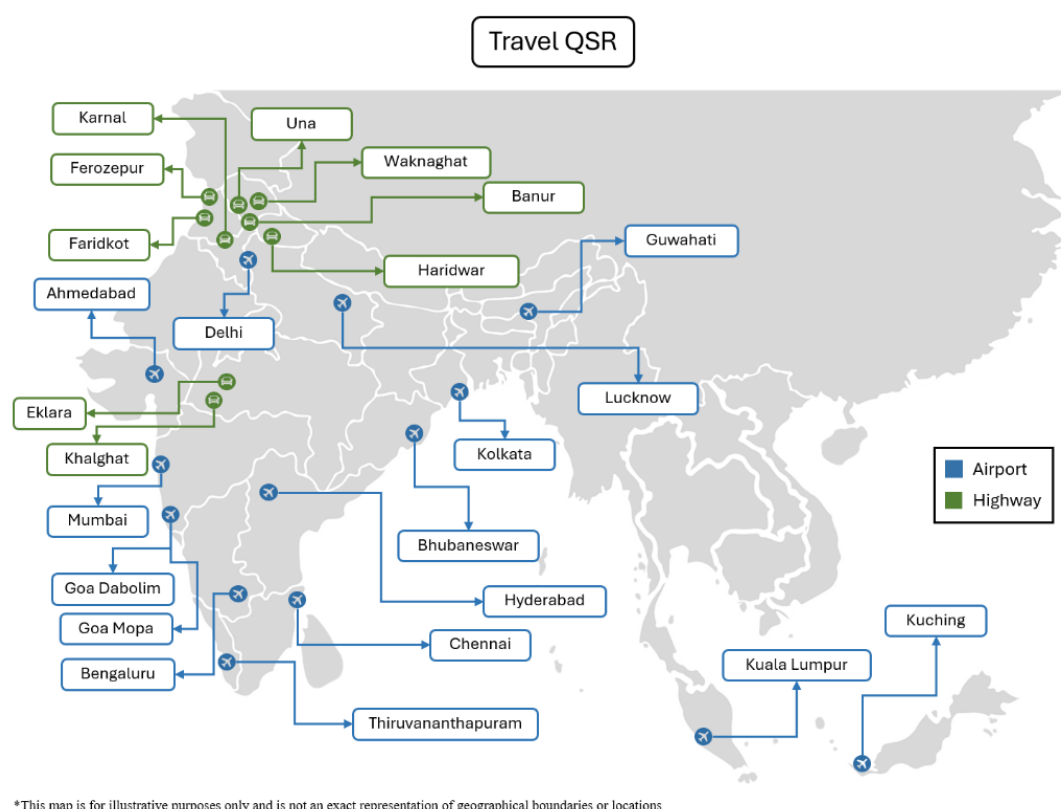 Travel QSR
Karnal
Una
Ferozepur
Waknaghat
Banur
Faridkot
Guwahati
Haridwar
Ahmedabad
Delhi
Lucknow
Eklara
Kolkata
Khalghat
Airport
Highway
Mumbai
Bhubaneswar
Goa Dabolim
Hyderabad
Goa Mopa
Kuching
Chennai
Kuala Lumpur
Bengaluru
Thiruvananthapuram
*This map is for illustrative purposes only and is not an exact representation of geographical boundaries or locations